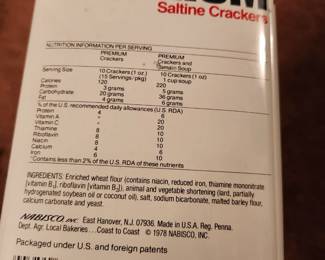 Saltine Crackers
NUTRITION INFORMATION PER SERVING
PREMIUM Crackers PREMIUM Crackers and Tomato Soup
Serving Size 10 Crackers (1 oz.) 10 Crackers (1 oz)
(15 Servings/pkg.) 1 cup soup
Calories 120 220
Protein 3 grams 5 grams
Carbohydrate 20 grams 36 grams
Fat 4 grams 6 grams
% of the U.S. recommended daily allowances (U.S. RDA)
Protein 4 6
Vitamin A * 20
Vitamin C * 20
Thiamine 8 10
Riboflavin 8 10
Niacin 8 10
Calcium 4 4
Iron 6 10
*Contains less than 2% of the U.S. RDA of these nutrients
INGREDIENTS: Enriched wheat flour (contains niacin, reduced iron, thiamine mononitrate
[vitamin B₁], riboflavin [vitamin B₂]), animal and vegetable shortening (lard, partially
hydrogenated soybean oil or coconut oil), salt, sodium bicarbonate, malted barley flour,
calcium carbonate and yeast.
NABISCO, INC. East Hanover, N.J. 07936. Made in U.S.A. Reg. Penna.
Dept. Agr. Local Bakeries...Coast to Coast © 1978 NABISCO, INC.
Packaged under U.S. and foreign patents